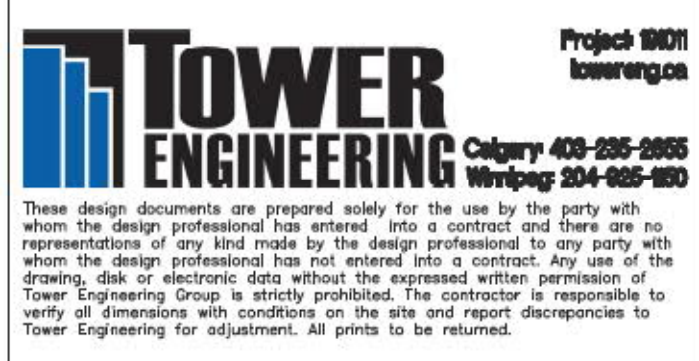 TOWER
ENGINEERING
towereng.ca
Calgary: 403-235-2655
Winnipeg: 204-925-1150
These design documents are prepared solely for the use by the party with
whom the design professional has entered into a contract and there are no
representations of any kind made by the design professional to any party with
whom the design professional has not entered into a contract. Any use of the
drawing, disk or electronic data without the expressed written permission of
Tower Engineering Group is strictly prohibited. The contractor is responsible to
verify all dimensions with conditions on the site and report discrepancies to
Tower Engineering for adjustment. All prints to be returned.